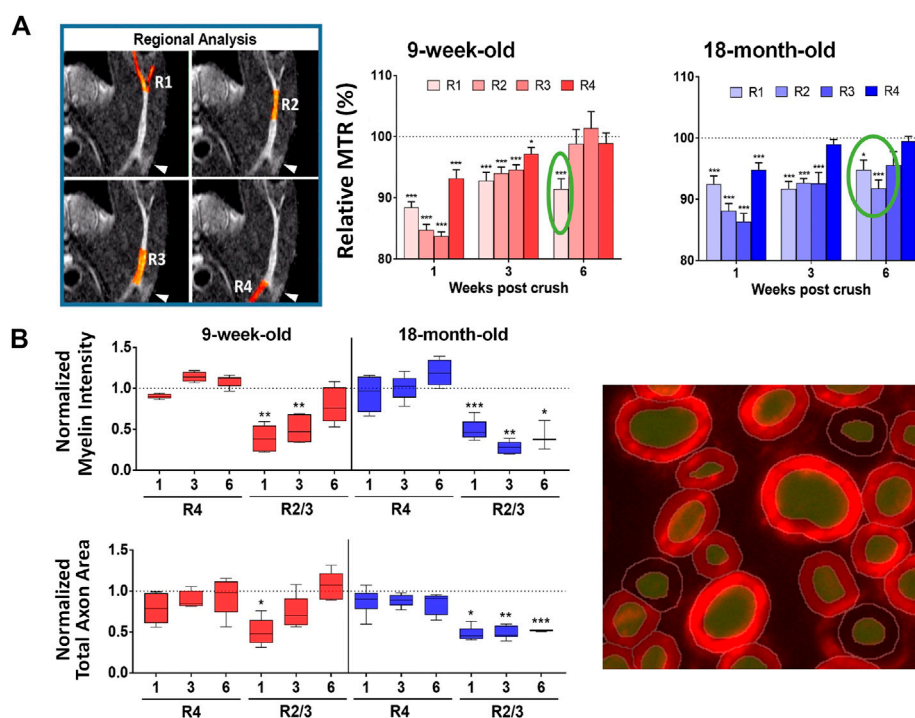 A
Regional Analysis
R1
R2
R3
R4
9-week-old
R1 R2 R3 R4
Relative MTR (%)
110
100
90
80
*** *** *** *** *** *** *** * ***
1 3 6
Weeks post crush
18-month-old
R1 R2 R3 R4
110
100
90
80
*** *** *** *** *** *** *** * ***
1 3 6
Weeks post crush
B
9-week-old 18-month-old
Normalized
Myelin Intensity
1.5
1.0
0.5
0.0
** ** *** ** *
1 3 6 1 3 6 1 3 6 1 3 6
R4 R2/3 R4 R2/3
Normalized
Total Axon Area
1.5
1.0
0.5
0.0
* * ** ***
1 3 6 1 3 6 1 3 6 1 3 6
R4 R2/3 R4 R2/3